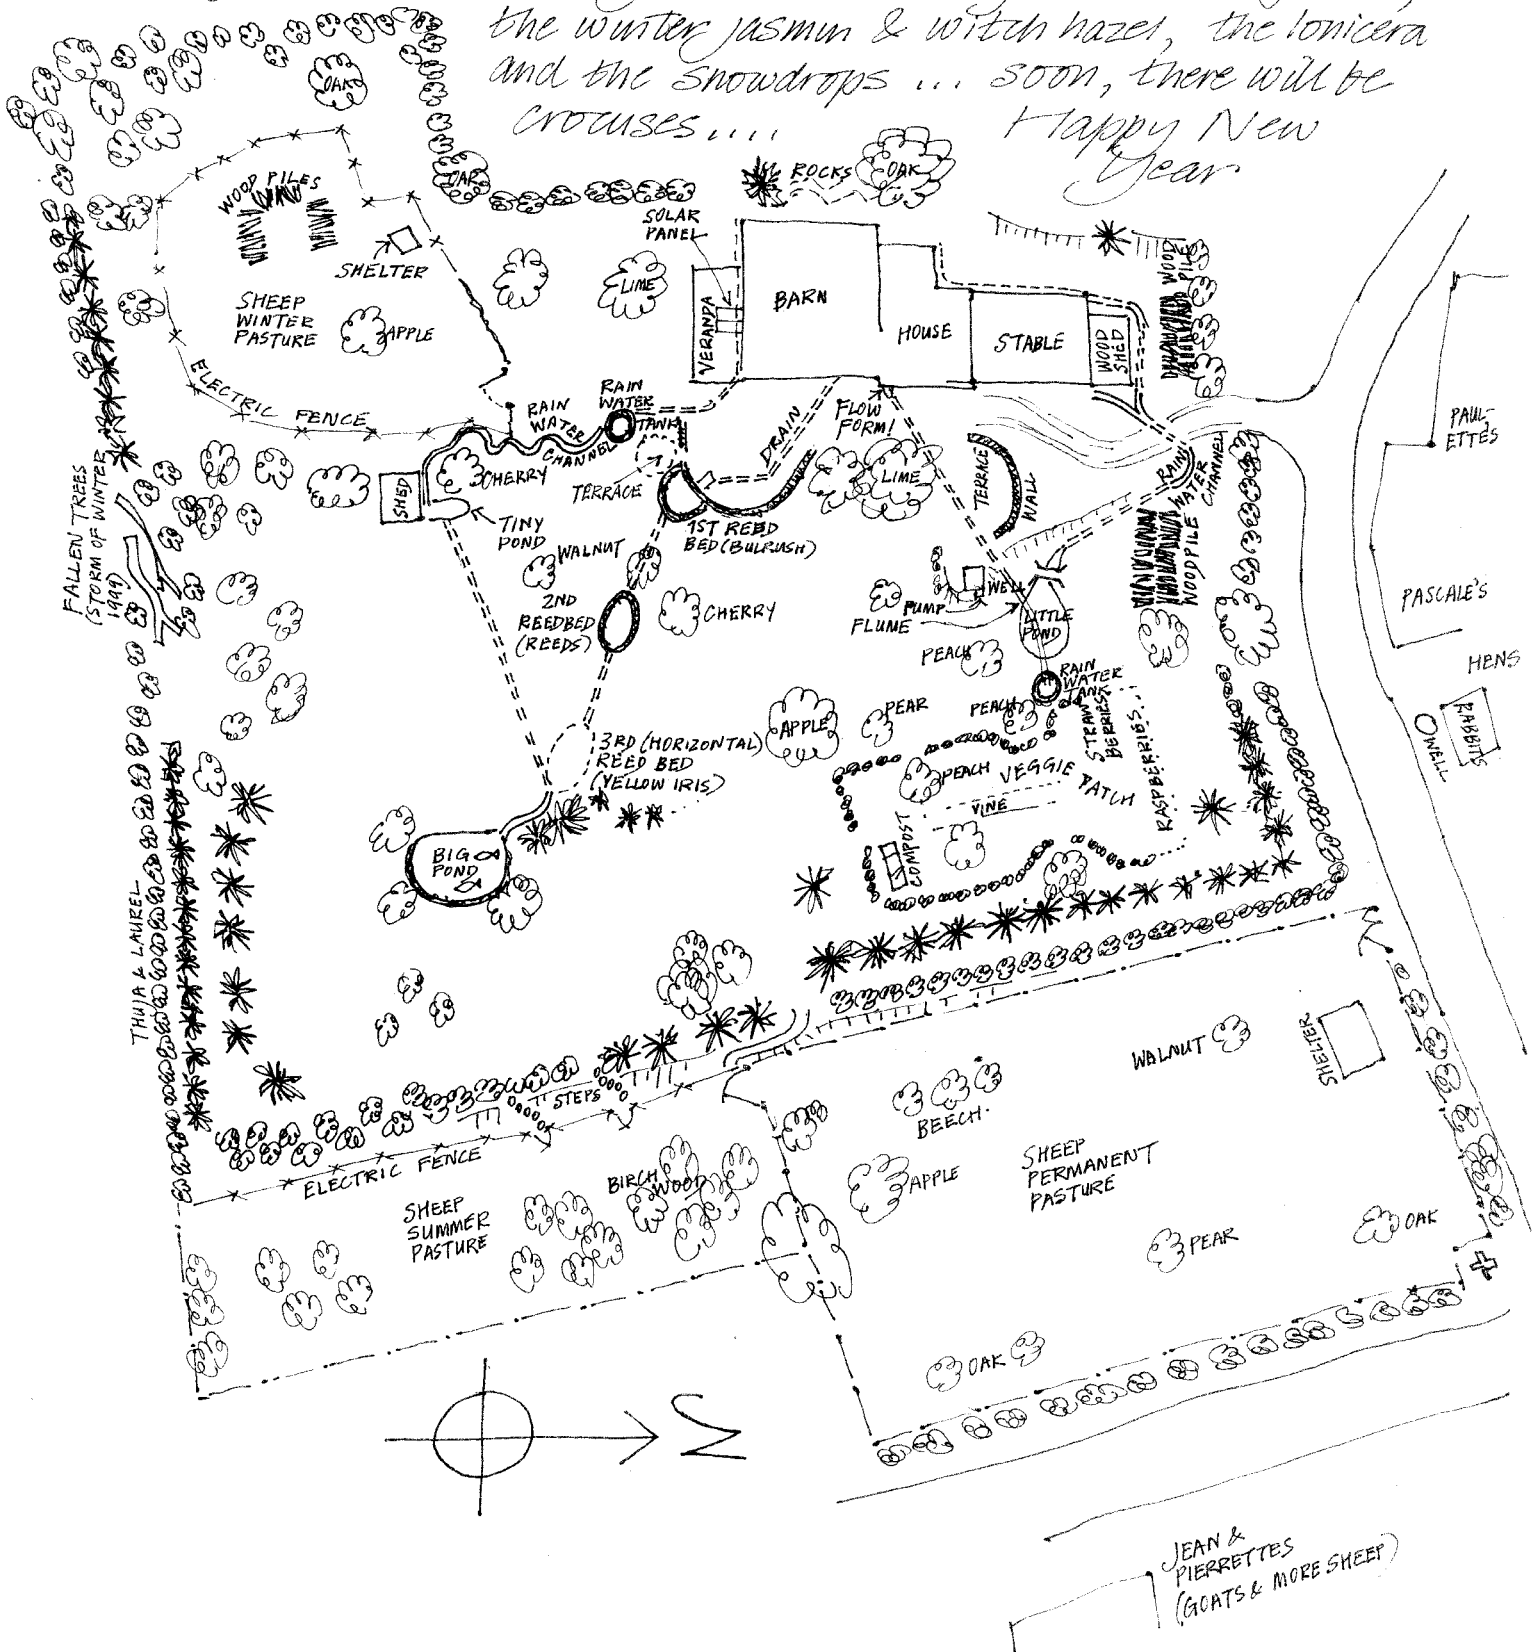 the winter jasmin & witch hazel, the lonicera
and the snowdrops ... soon, there will be
crocuses....
Happy New
Year
OAK
OAK
ROCKS
OAK
WOOD PILES
SHELTER
SHEEP
WINTER
PASTURE
APPLE
ELECTRIC FENCE
LIME
SOLAR
PANEL
VERANDA
BARN
HOUSE
STABLE
WOOD
SHED
WOOD PILE
PAUL-
ETTES
RAIN
WATER
CHANNEL
RAIN
WATER
TANK
DRAIN
FLOW
FORM!
LIME
TERRACE
WALL
RAIN
WATER
CHANNEL
FALLEN TREES
(STORM OF WINTER
1999)
SHED
CHERRY
TERRACE
TINY
POND
1ST REED
BED (BULRUSH)
WALNUT
2ND
REEDBED
(REEDS)
CHERRY
WELL
PUMP
FLUME
LITTLE
POND
WOODPILE
PASCALE'S
HENS
RABBITS
WELL
PEACH
RAIN
WATER
TANK
PEAR
PEACH
STRAW
BERRIES
RASPBERRIES...
APPLE
3RD (HORIZONTAL)
REED BED
(YELLOW IRIS)
PEACH
VEGGIE PATCH
VINE
COMPOST
BIG
POND
THUJA & LAUREL
STEPS
ELECTRIC FENCE
SHEEP
SUMMER
PASTURE
BIRCH
WOOD
WALNUT
SHELTER
BEECH.
APPLE
SHEEP
PERMANENT
PASTURE
PEAR
OAK
OAK
N
JEAN &
PIERRETTES
(GOATS & MORE SHEEP)